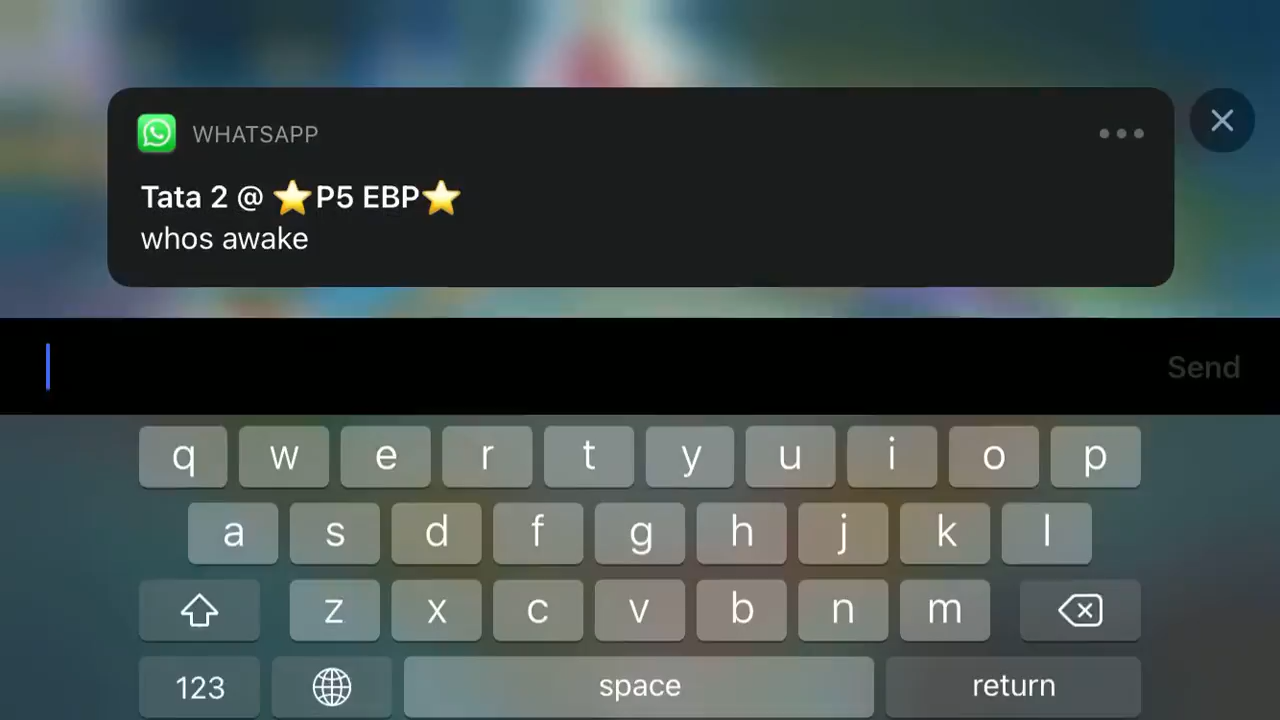 WHATSAPP
Tata 2 @ ⭐P5 EBP⭐
whos awake
Send
q w e r t y u i o p
a s d f g h j k l
z x c v b n m
123 space return